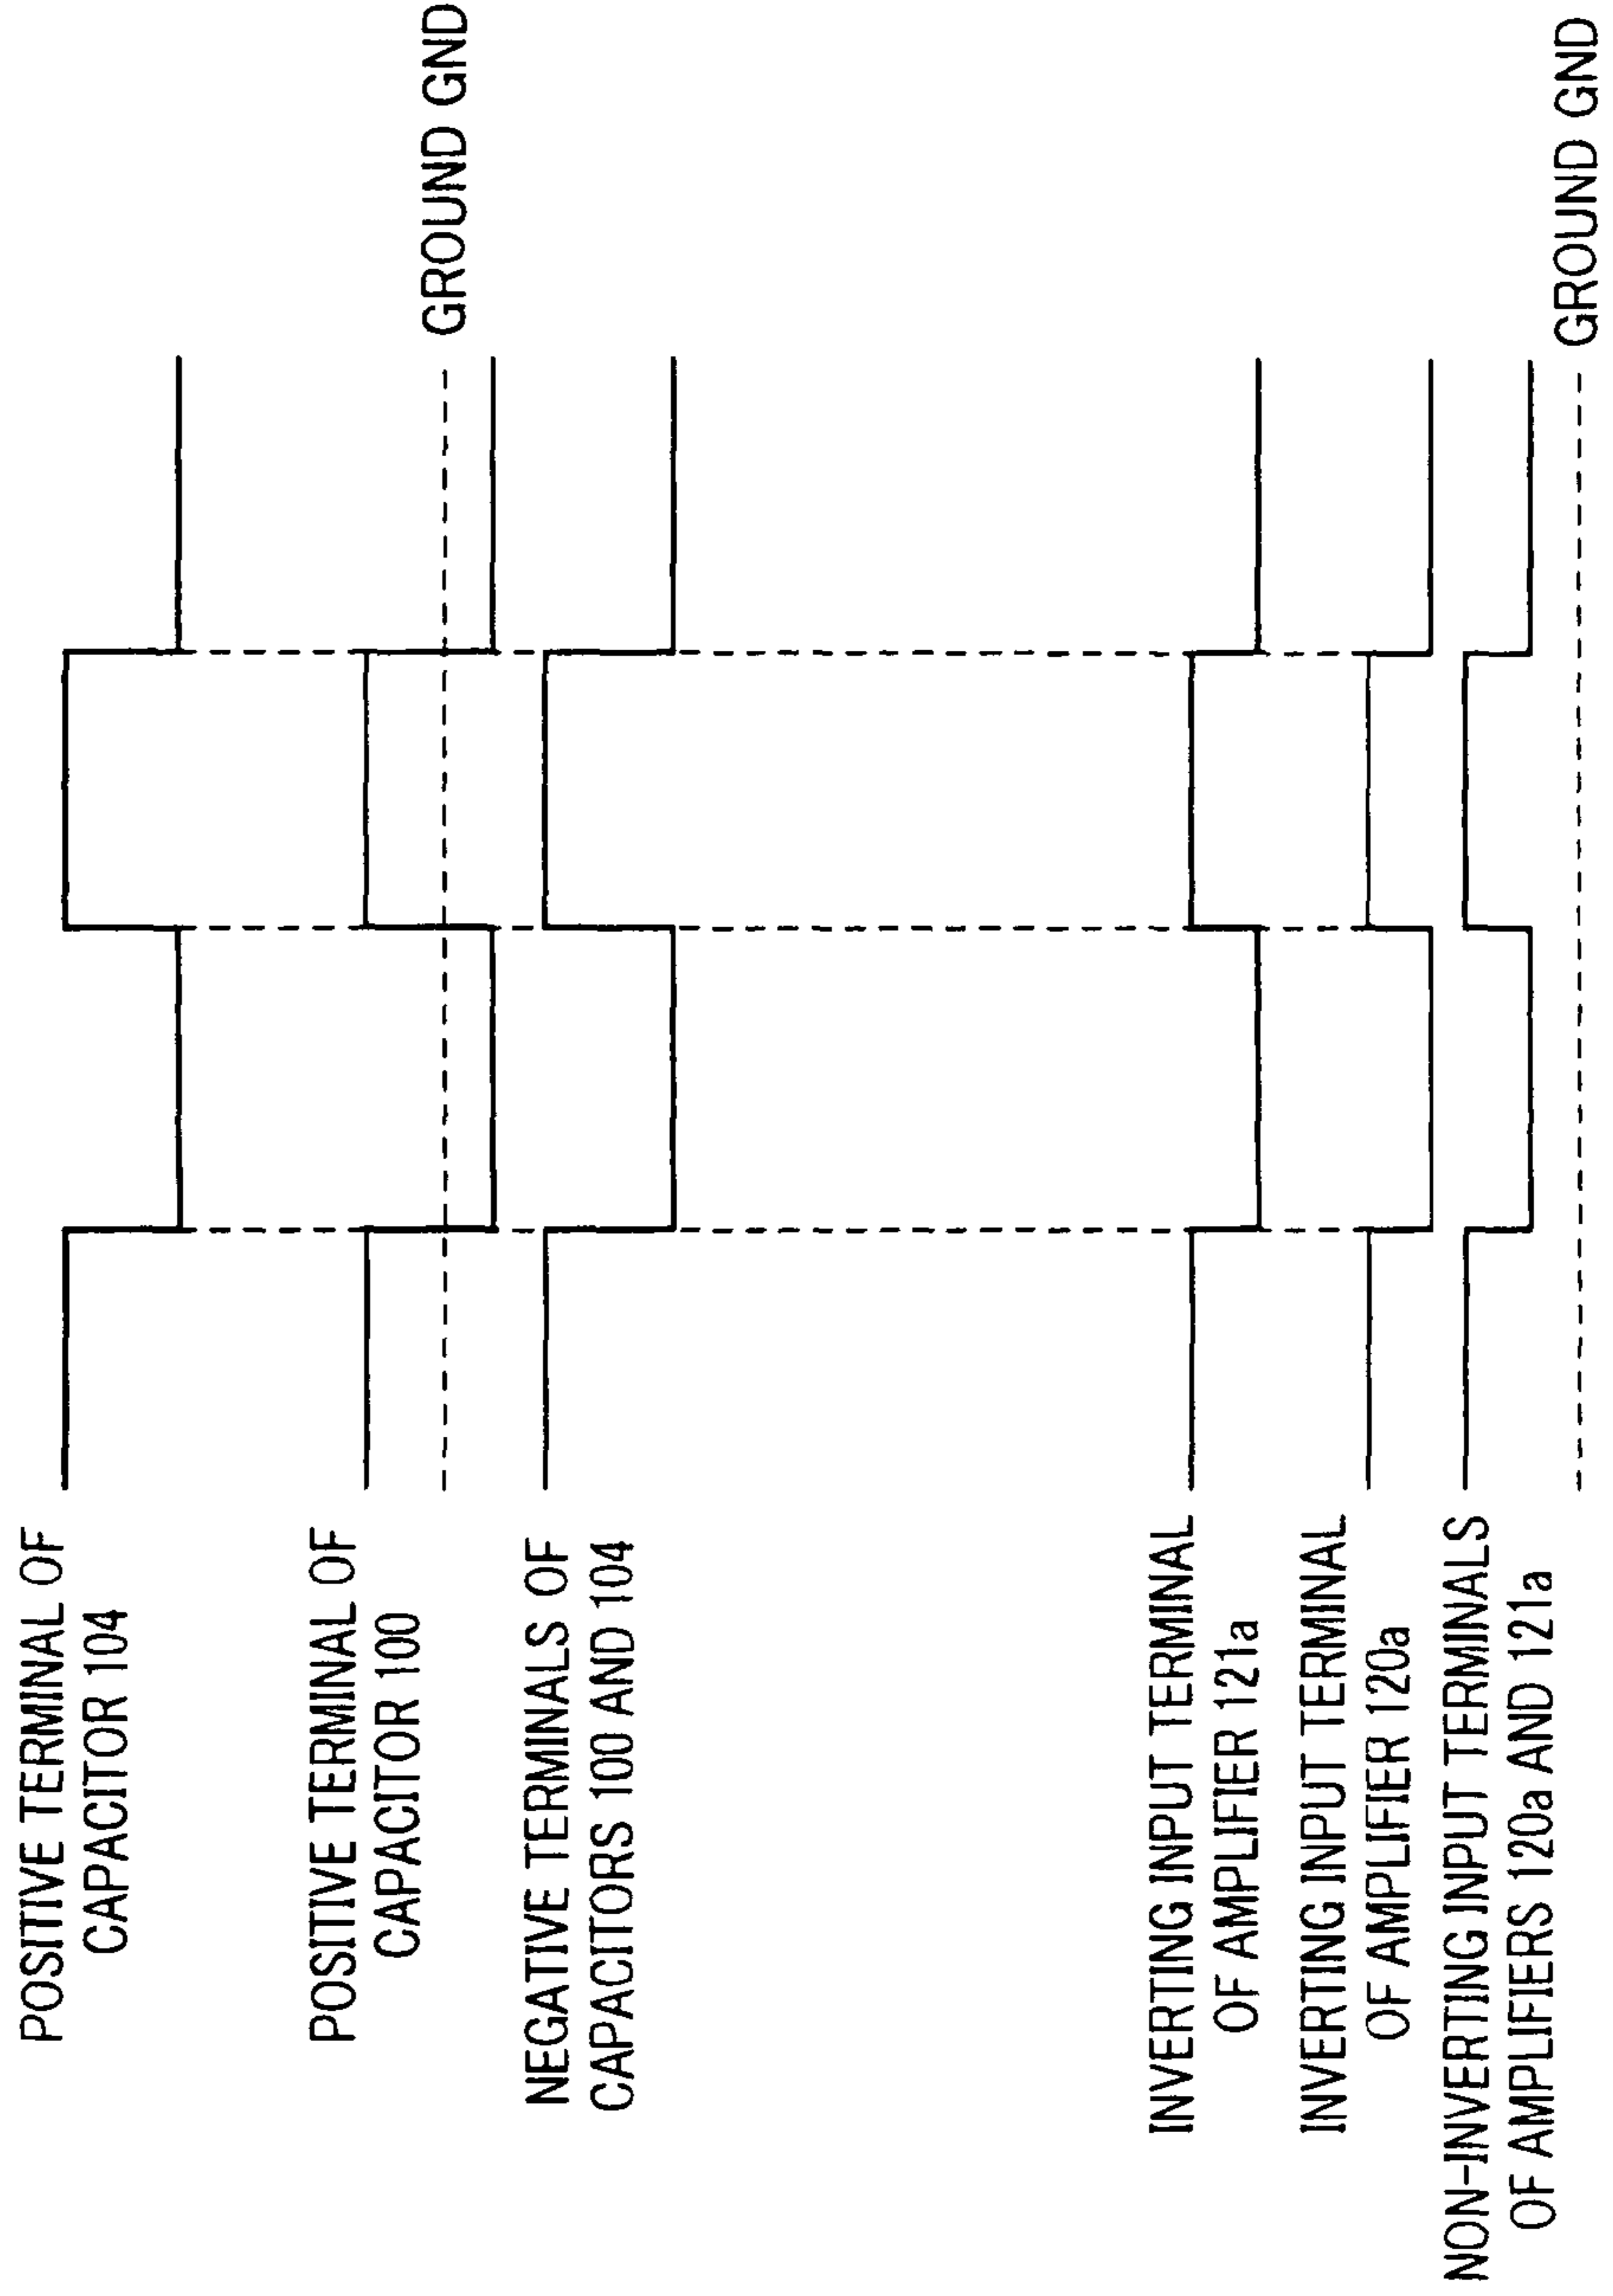 POSITIVE TERMINAL OF
CAPACITOR 104
POSITIVE TERMINAL OF
CAPACITOR 100
GROUND GND
NEGATIVE TERMINALS OF
CAPACITORS 100 AND 104
INVERTING INPUT TERMINAL
OF AMPLIFIER 121a
INVERTING INPUT TERMINAL
OF AMPLIFIER 120a
NON-INVERTING INPUT TERMINALS
OF AMPLIFIERS 120a AND 121a
GROUND GND